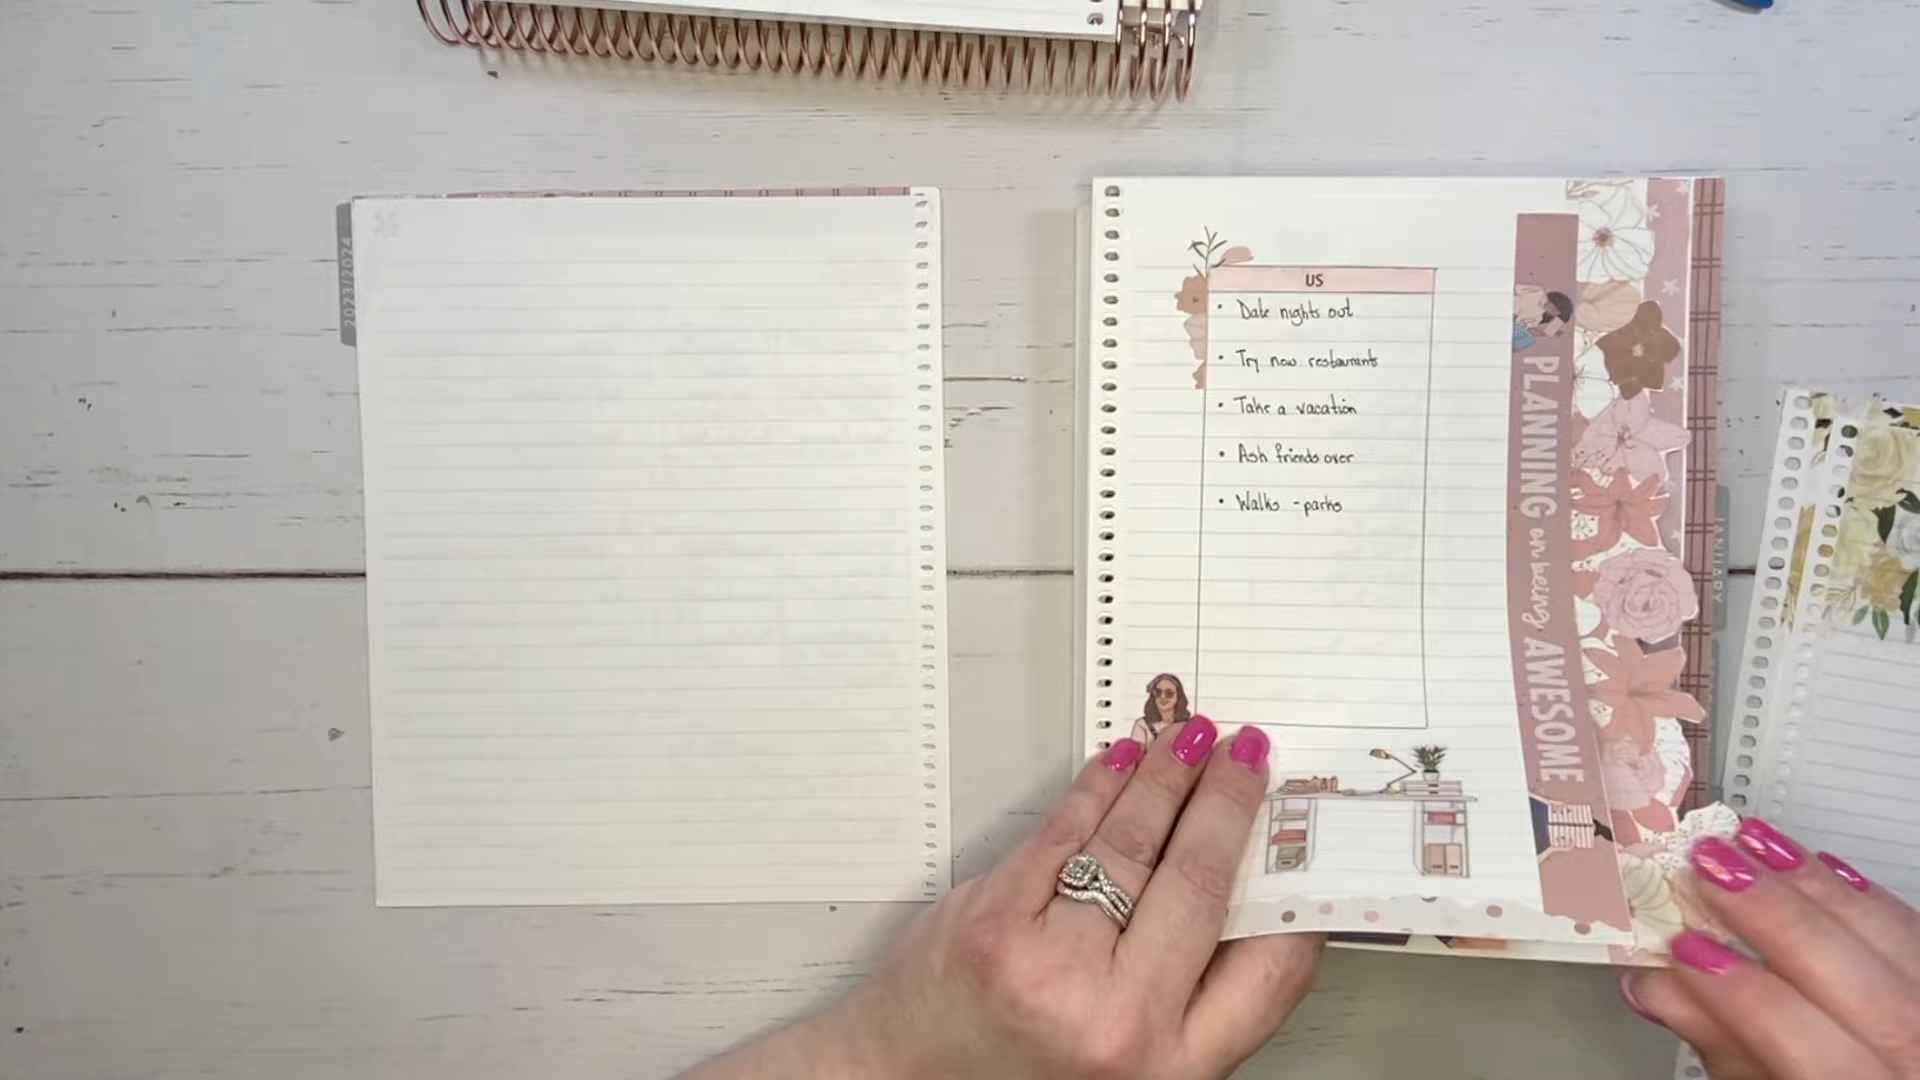 2023/2024
US
• Date nights out
• Try new restaurants
• Take a vacation
• Ask friends over
• Walks - parks
PLANNING on being AWESOME
JANUARY